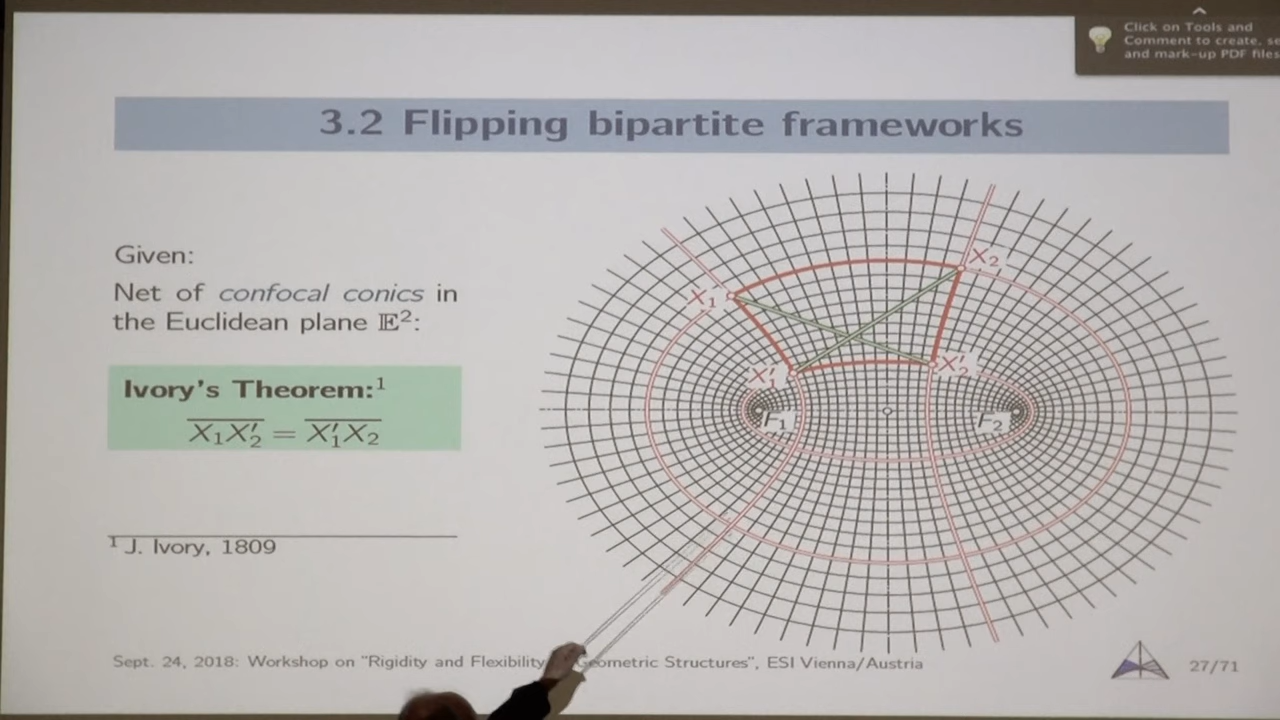 Click on Tools and
Comment to create, se
and mark-up PDF files
3.2 Flipping bipartite frameworks
Given:
Net of confocal conics in
the Euclidean plane 𝔼²:
Ivory's Theorem:¹
X₁X₂′ = X₁′X₂
X₁
X₂
X₁′
X₂′
F₁
F₂
¹ J. Ivory, 1809
Sept. 24, 2018: Workshop on "Rigidity and Flexibility Geometric Structures", ESI Vienna/Austria
27/71